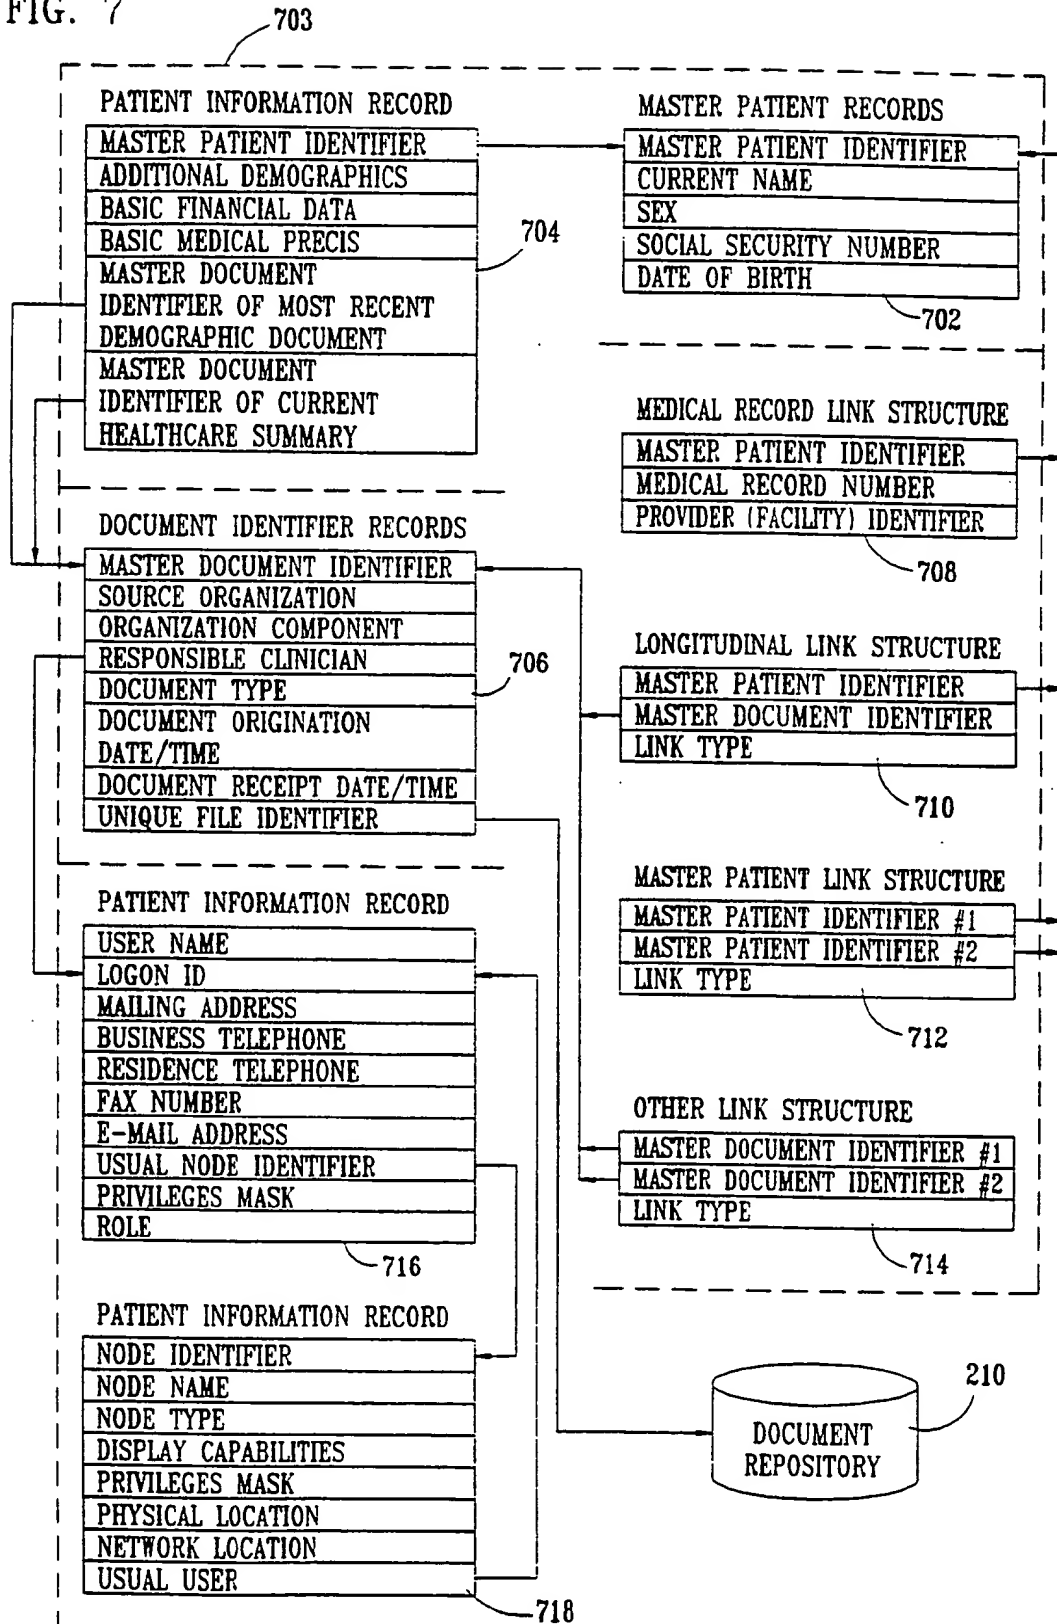 FIG. 7
703
PATIENT INFORMATION RECORD
MASTER PATIENT IDENTIFIER
ADDITIONAL DEMOGRAPHICS
BASIC FINANCIAL DATA
BASIC MEDICAL PRECIS
MASTER DOCUMENT
IDENTIFIER OF MOST RECENT
DEMOGRAPHIC DOCUMENT
MASTER DOCUMENT
IDENTIFIER OF CURRENT
HEALTHCARE SUMMARY
704
MASTER PATIENT RECORDS
MASTER PATIENT IDENTIFIER
CURRENT NAME
SEX
SOCIAL SECURITY NUMBER
DATE OF BIRTH
702
DOCUMENT IDENTIFIER RECORDS
MASTER DOCUMENT IDENTIFIER
SOURCE ORGANIZATION
ORGANIZATION COMPONENT
RESPONSIBLE CLINICIAN
DOCUMENT TYPE
DOCUMENT ORIGINATION
DATE/TIME
DOCUMENT RECEIPT DATE/TIME
UNIQUE FILE IDENTIFIER
706
MEDICAL RECORD LINK STRUCTURE
MASTER PATIENT IDENTIFIER
MEDICAL RECORD NUMBER
PROVIDER (FACILITY) IDENTIFIER
708
LONGITUDINAL LINK STRUCTURE
MASTER PATIENT IDENTIFIER
MASTER DOCUMENT IDENTIFIER
LINK TYPE
710
PATIENT INFORMATION RECORD
USER NAME
LOGON ID
MAILING ADDRESS
BUSINESS TELEPHONE
RESIDENCE TELEPHONE
FAX NUMBER
E-MAIL ADDRESS
USUAL NODE IDENTIFIER
PRIVILEGES MASK
ROLE
716
MASTER PATIENT LINK STRUCTURE
MASTER PATIENT IDENTIFIER #1
MASTER PATIENT IDENTIFIER #2
LINK TYPE
712
OTHER LINK STRUCTURE
MASTER DOCUMENT IDENTIFIER #1
MASTER DOCUMENT IDENTIFIER #2
LINK TYPE
714
PATIENT INFORMATION RECORD
NODE IDENTIFIER
NODE NAME
NODE TYPE
DISPLAY CAPABILITIES
PRIVILEGES MASK
PHYSICAL LOCATION
NETWORK LOCATION
USUAL USER
718
210
DOCUMENT
REPOSITORY